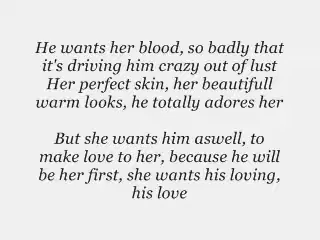 He wants her blood, so badly that
it's driving him crazy out of lust
Her perfect skin, her beautifull
warm looks, he totally adores her
But she wants him aswell, to
make love to her, because he will
be her first, she wants his loving,
his love